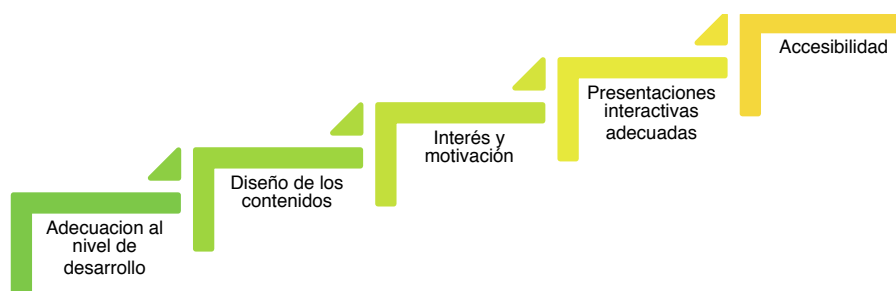 Adecuacion al
nivel de
desarrollo
Diseño de los
contenidos
Interés y
motivación
Presentaciones
interactivas
adecuadas
Accesibilidad